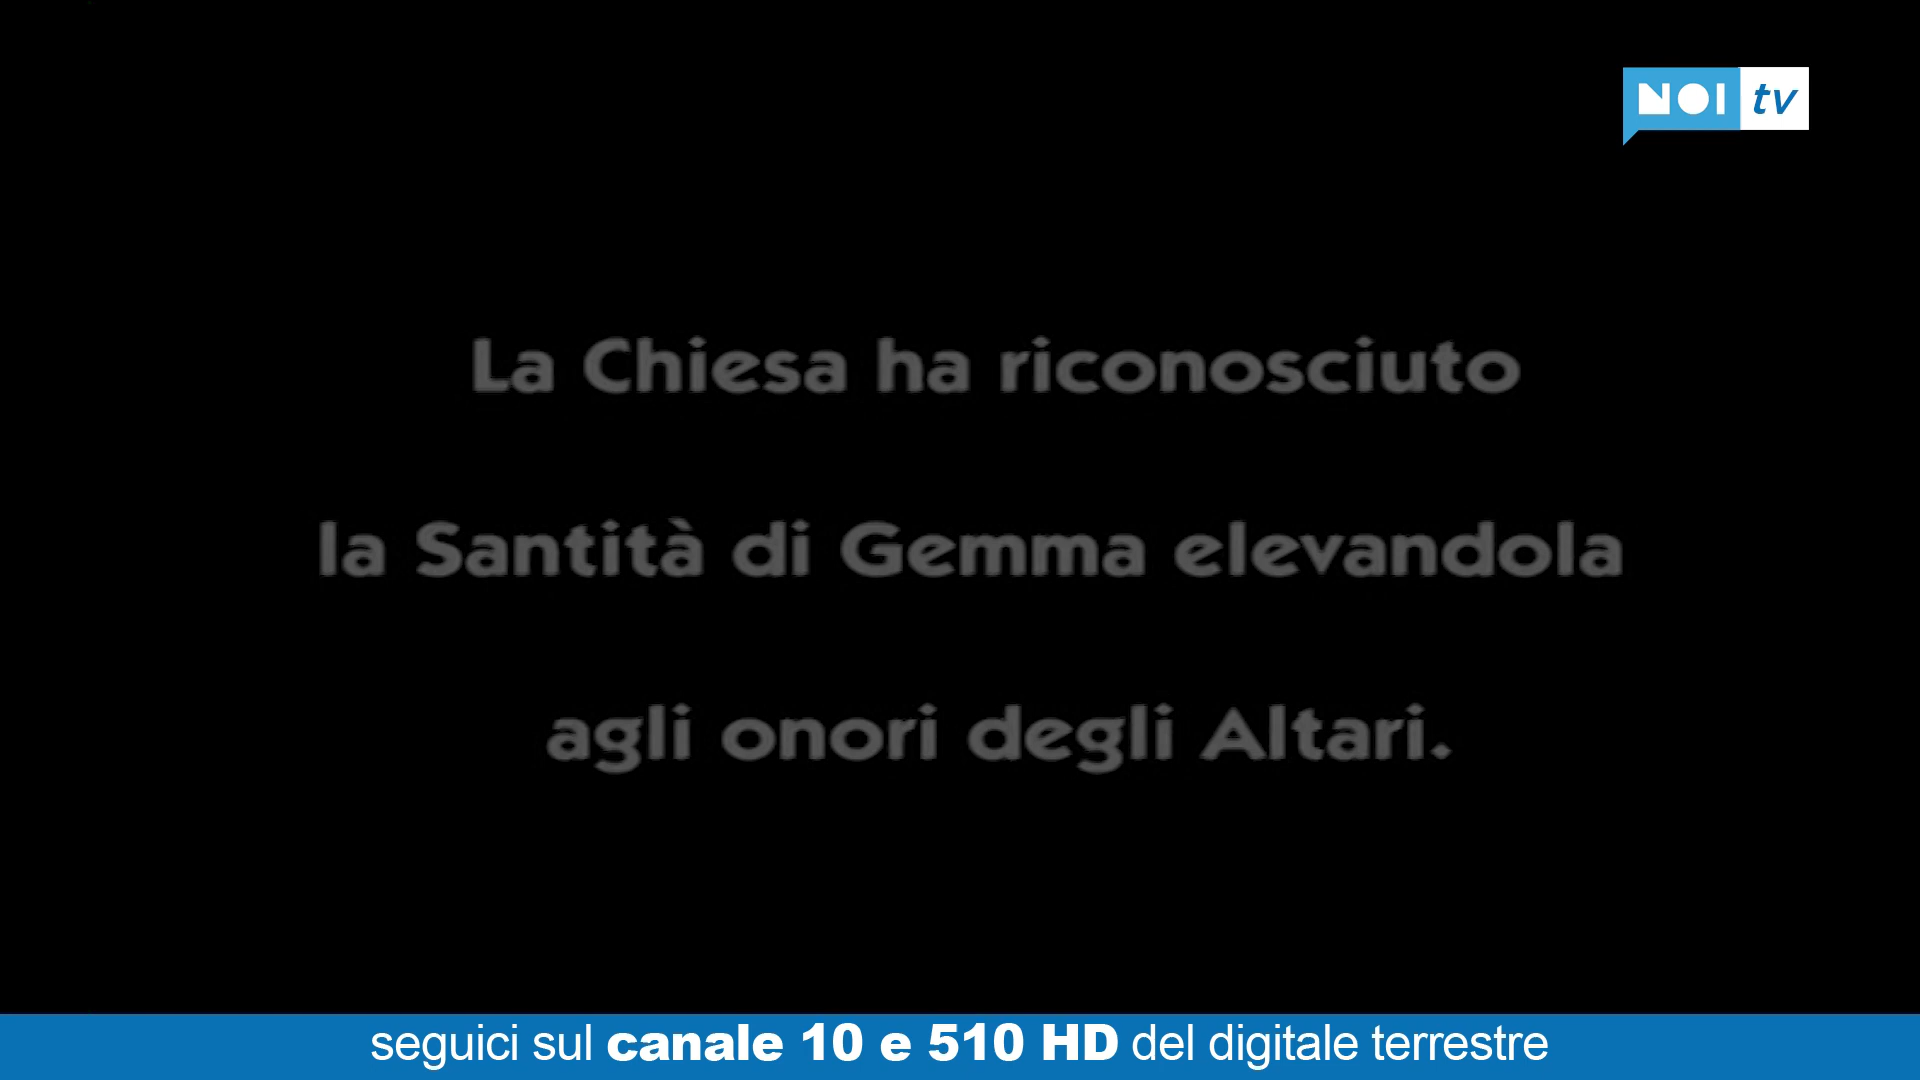 NOI tv
La Chiesa ha riconosciuto
la Santità di Gemma elevandola
agli onori degli Altari.
seguici sul canale 10 e 510 HD del digitale terrestre